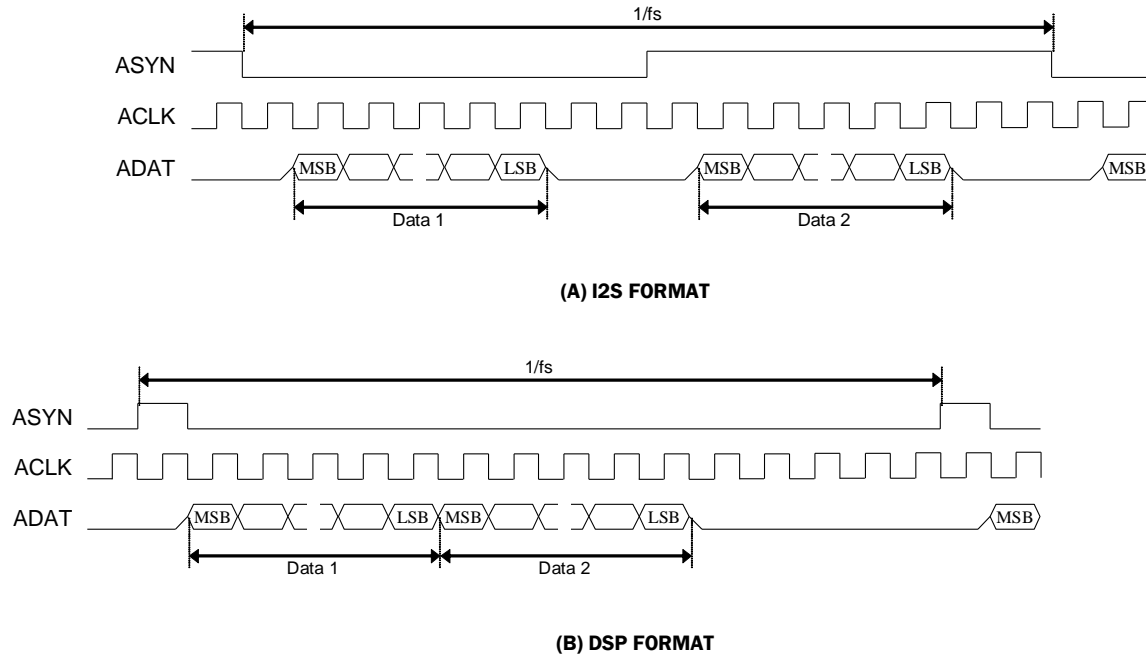 1/fs
ASYN
ACLK
ADAT
MSB LSB MSB LSB MSB
Data 1 Data 2
(A) I2S FORMAT
1/fs
ASYN
ACLK
ADAT
MSB LSB MSB LSB MSB
Data 1 Data 2
(B) DSP FORMAT